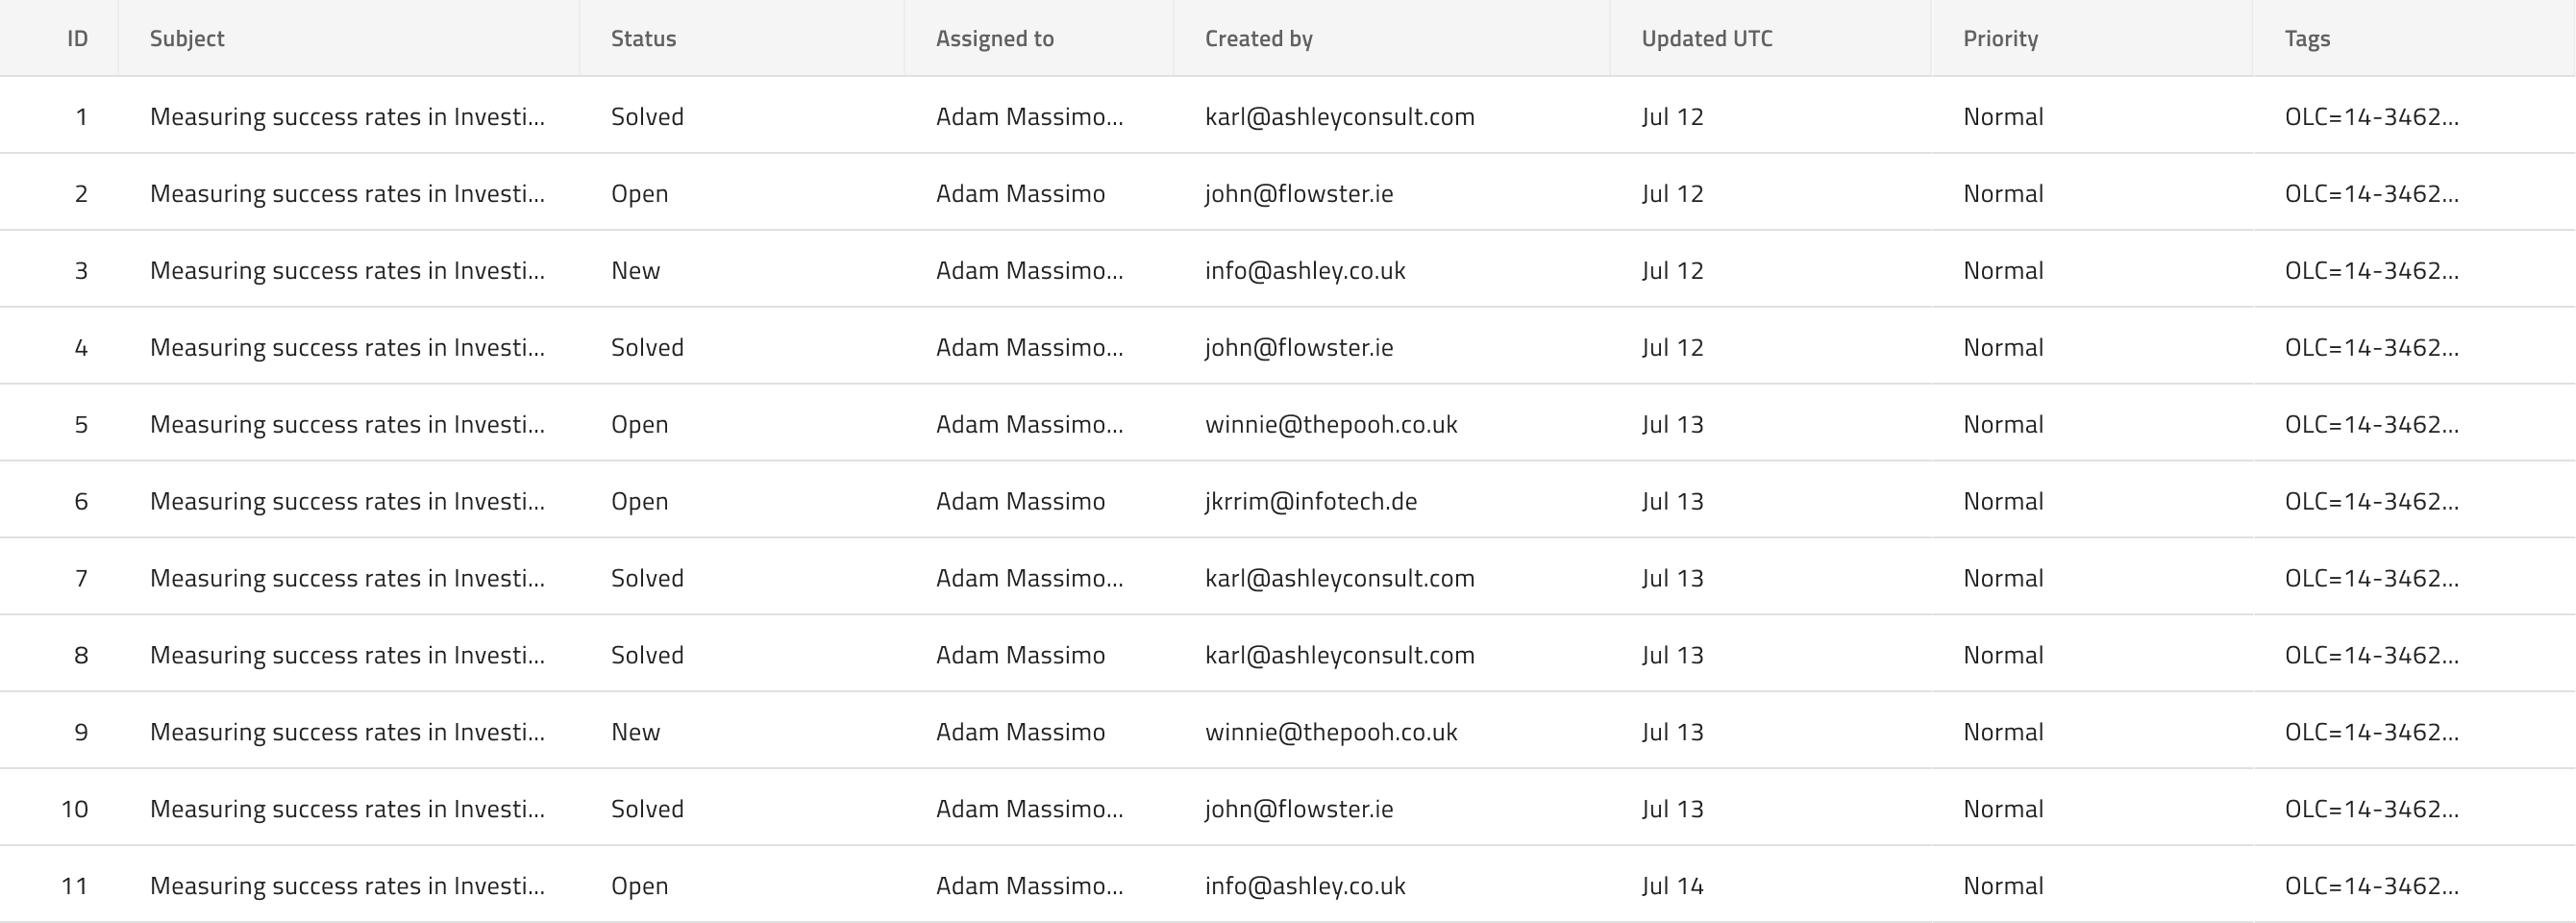 ID Subject Status Assigned to Created by Updated UTC Priority Tags
1 Measuring success rates in Investi... Solved Adam Massimo... karl@ashleyconsult.com Jul 12 Normal OLC=14-3462...
2 Measuring success rates in Investi... Open Adam Massimo john@flowster.ie Jul 12 Normal OLC=14-3462...
3 Measuring success rates in Investi... New Adam Massimo... info@ashley.co.uk Jul 12 Normal OLC=14-3462...
4 Measuring success rates in Investi... Solved Adam Massimo... john@flowster.ie Jul 12 Normal OLC=14-3462...
5 Measuring success rates in Investi... Open Adam Massimo... winnie@thepooh.co.uk Jul 13 Normal OLC=14-3462...
6 Measuring success rates in Investi... Open Adam Massimo jkrrim@infotech.de Jul 13 Normal OLC=14-3462...
7 Measuring success rates in Investi... Solved Adam Massimo... karl@ashleyconsult.com Jul 13 Normal OLC=14-3462...
8 Measuring success rates in Investi... Solved Adam Massimo karl@ashleyconsult.com Jul 13 Normal OLC=14-3462...
9 Measuring success rates in Investi... New Adam Massimo winnie@thepooh.co.uk Jul 13 Normal OLC=14-3462...
10 Measuring success rates in Investi... Solved Adam Massimo... john@flowster.ie Jul 13 Normal OLC=14-3462...
11 Measuring success rates in Investi... Open Adam Massimo... info@ashley.co.uk Jul 14 Normal OLC=14-3462...